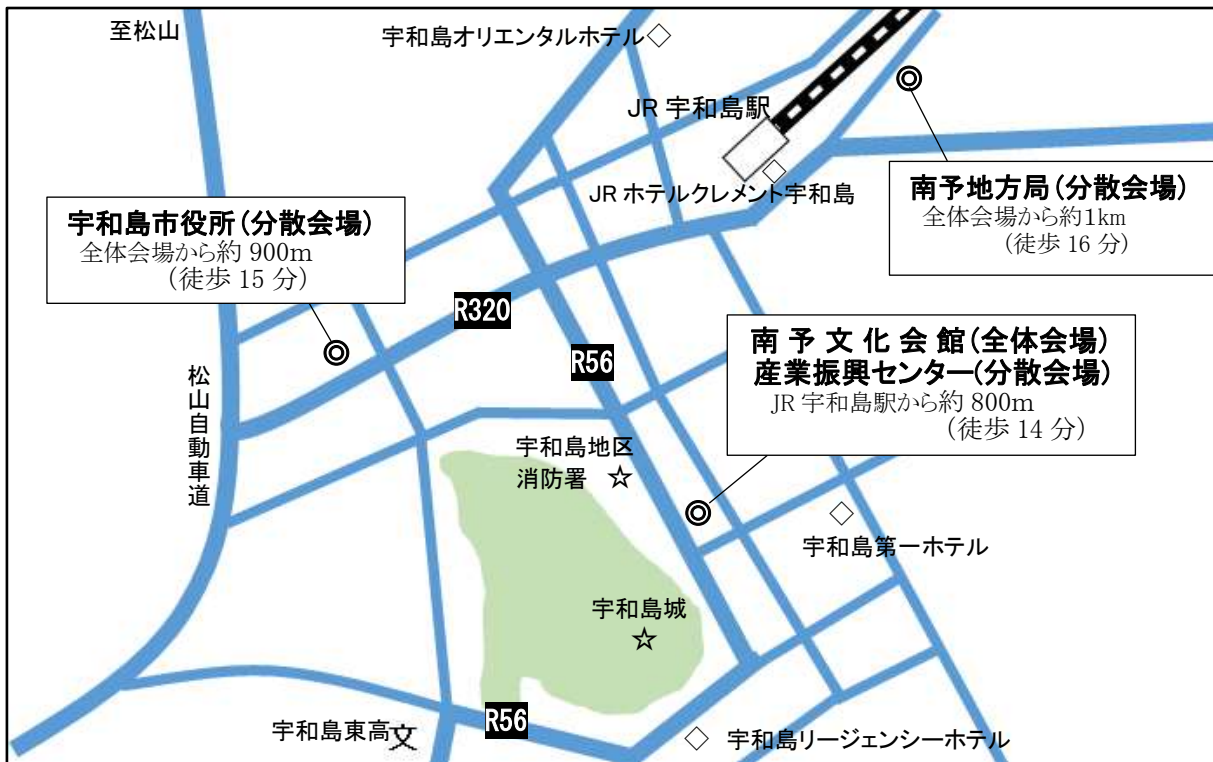 至松山
宇和島オリエンタルホテル◇
JR 宇和島駅
JR ホテルクレメント宇和島
南予地方局(分散会場)
全体会場から約1km
(徒歩 16 分)
宇和島市役所(分散会場)
全体会場から約 900m
(徒歩 15 分)
R320
R56
南 予 文 化 会 館(全体会場)
産業振興センター(分散会場)
JR 宇和島駅から約 800m
(徒歩 14 分)
松山自動車道
宇和島地区
消防署 ☆
宇和島第一ホテル
宇和島城
☆
R56
宇和島東高文
◇ 宇和島リージェンシーホテル